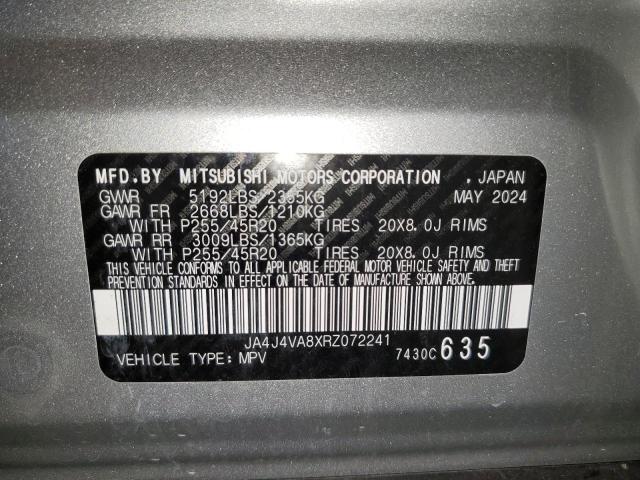 MFD.BY MITSUBISHI MOTORS CORPORATION . JAPAN
GVWR 5192LBS/2355KG MAY 2024
GAWR FR 2668LBS/1210KG
WITH P255/45R20 TIRES 20X8.0J RIMS
GAWR RR 3009LBS/1365KG
WITH P255/45R20 TIRES 20X8.0J RIMS
THIS VEHICLE CONFORMS TO ALL APPLICABLE FEDERAL MOTOR VEHICLE SAFETY AND THEFT
PREVENTION STANDARDS IN EFFECT ON THE DATE OF MANUFACTURE SHOWN ABOVE.
JA4J4VA8XRZ072241
VEHICLE TYPE: MPV 7430C 635